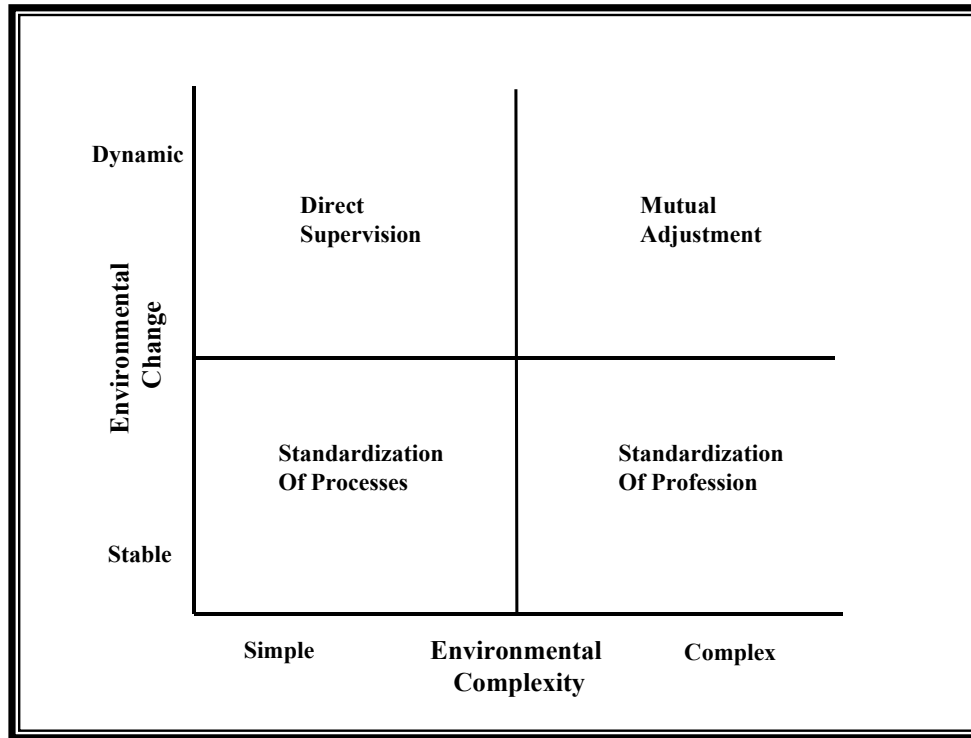 Dynamic
Direct
Supervision
Mutual
Adjustment
Environmental
Change
Standardization
Of Processes
Standardization
Of Profession
Stable
Simple
Environmental
Complexity
Complex